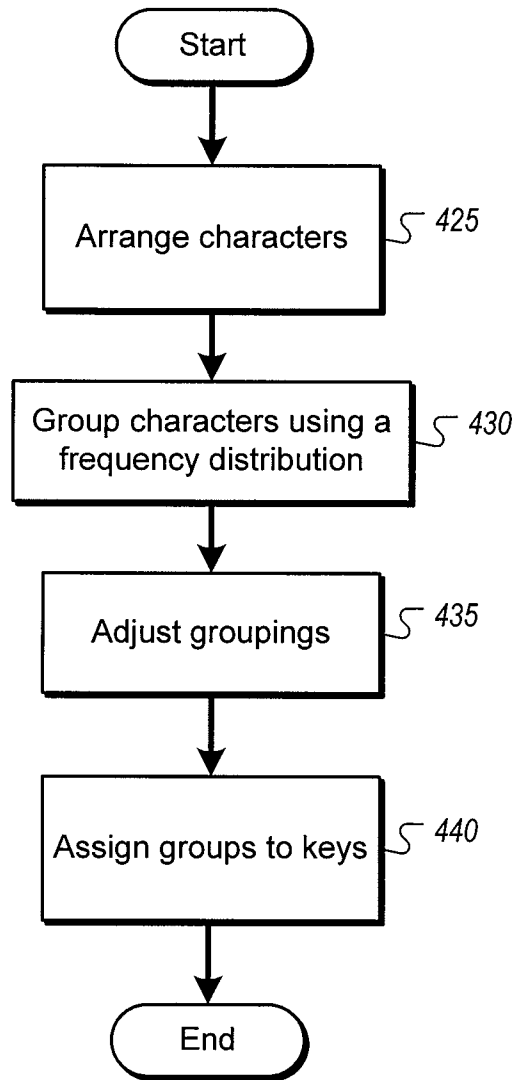 Start
Arrange characters
425
Group characters using a
frequency distribution
430
Adjust groupings
435
Assign groups to keys
440
End